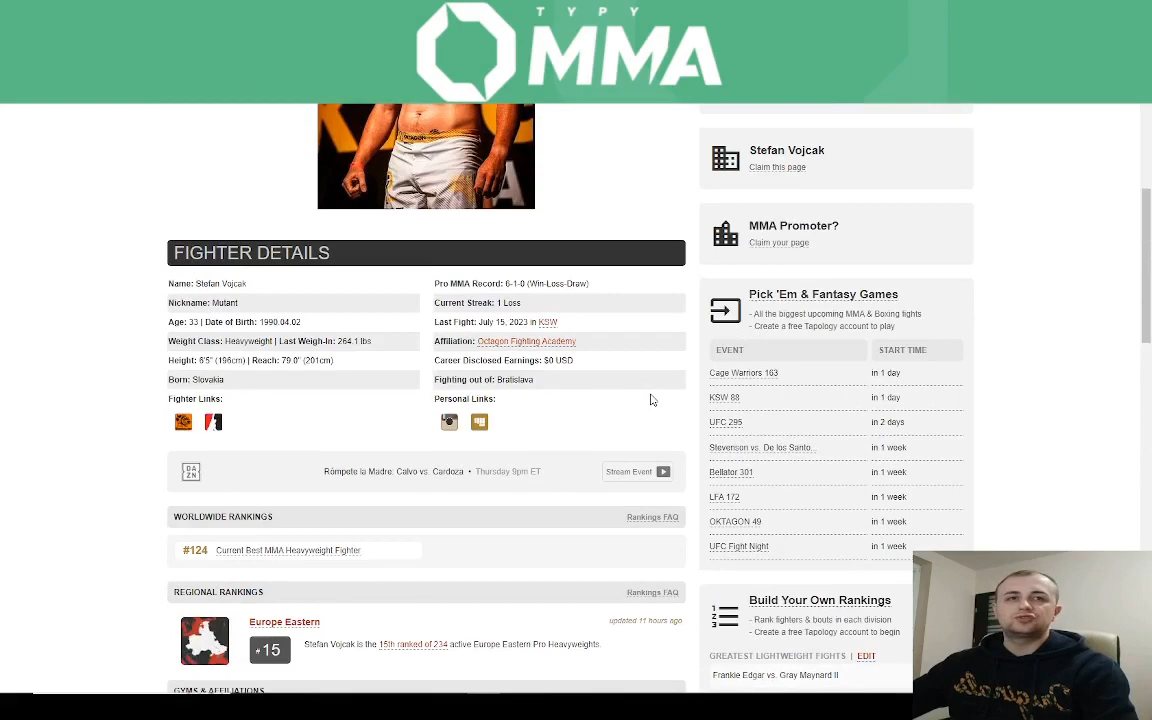 TYPY
MMA
Stefan Vojcak
Claim this page
MMA Promoter?
Claim your page
FIGHTER DETAILS
Name: Stefan Vojcak
Pro MMA Record: 6-1-0 (Win-Loss-Draw)
Nickname: Mutant
Current Streak: 1 Loss
Age: 33 | Date of Birth: 1990.04.02
Last Fight: July 15, 2023 in KSW
Weight Class: Heavyweight | Last Weigh-In: 264.1 lbs
Affiliation: Octagon Fighting Academy
Height: 6'5" (196cm) | Reach: 79.0" (201cm)
Career Disclosed Earnings: $0 USD
Born: Slovakia
Fighting out of: Bratislava
Fighter Links:
Personal Links:
DAZN
Rómpete la Madre: Calvo vs. Cardoza • Thursday 9pm ET
Stream Event
WORLDWIDE RANKINGS
Rankings FAQ
#124 Current Best MMA Heavyweight Fighter
REGIONAL RANKINGS
Rankings FAQ
Europe Eastern
updated 11 hours ago
#15
Stefan Vojcak is the 15th ranked of 234 active Europe Eastern Pro Heavyweights.
GYMS & AFFILIATIONS
Pick 'Em & Fantasy Games
- All the biggest upcoming MMA & Boxing fights
- Create a free Tapology account to play
EVENT START TIME
Cage Warriors 163 in 1 day
KSW 88 in 1 day
UFC 295 in 2 days
Stevenson vs. De los Santo... in 1 week
Bellator 301 in 1 week
LFA 172 in 1 week
OKTAGON 49 in 1 week
UFC Fight Night in 1 week
Build Your Own Rankings
- Rank fighters & bouts in each division
- Create a free Tapology account to begin
GREATEST LIGHTWEIGHT FIGHTS | EDIT
Frankie Edgar vs. Gray Maynard II